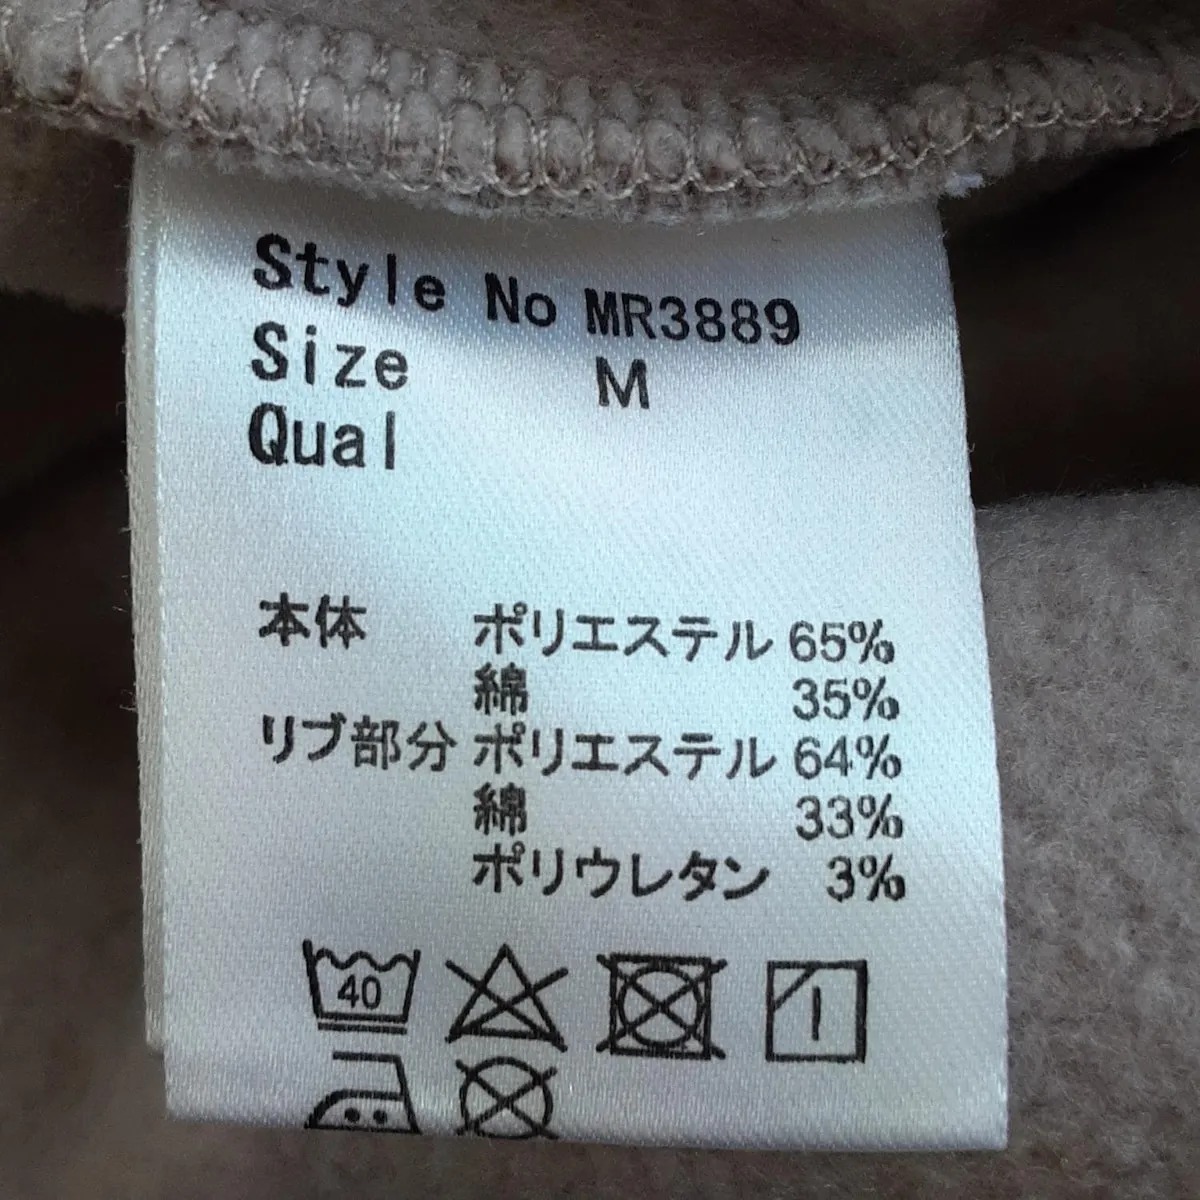 Style No MR3889
Size M
Qual
本体 ポリエステル 65%
綿 35%
リブ部分 ポリエステル 64%
綿 33%
ポリウレタン 3%
40